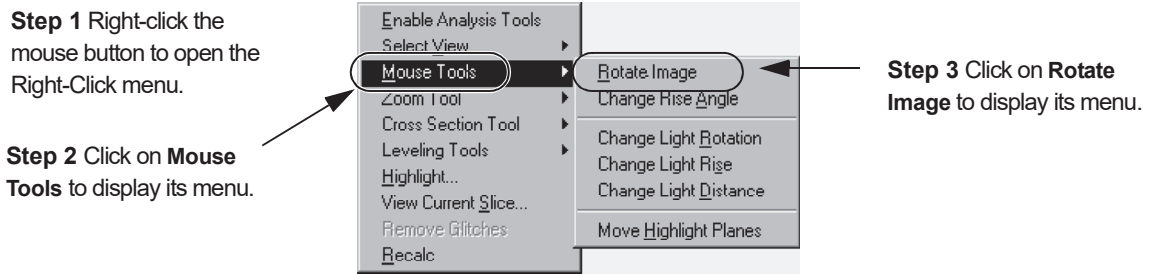 Step 1 Right-click the
mouse button to open the
Right-Click menu.
Step 2 Click on Mouse
Tools to display its menu.
Enable Analysis Tools
Select View
Mouse Tools
Zoom Tool
Cross Section Tool
Leveling Tools
Highlight...
View Current Slice...
Remove Glitches
Recalc
Rotate Image
Change Rise Angle
Change Light Rotation
Change Light Rise
Change Light Distance
Move Highlight Planes
Step 3 Click on Rotate
Image to display its menu.